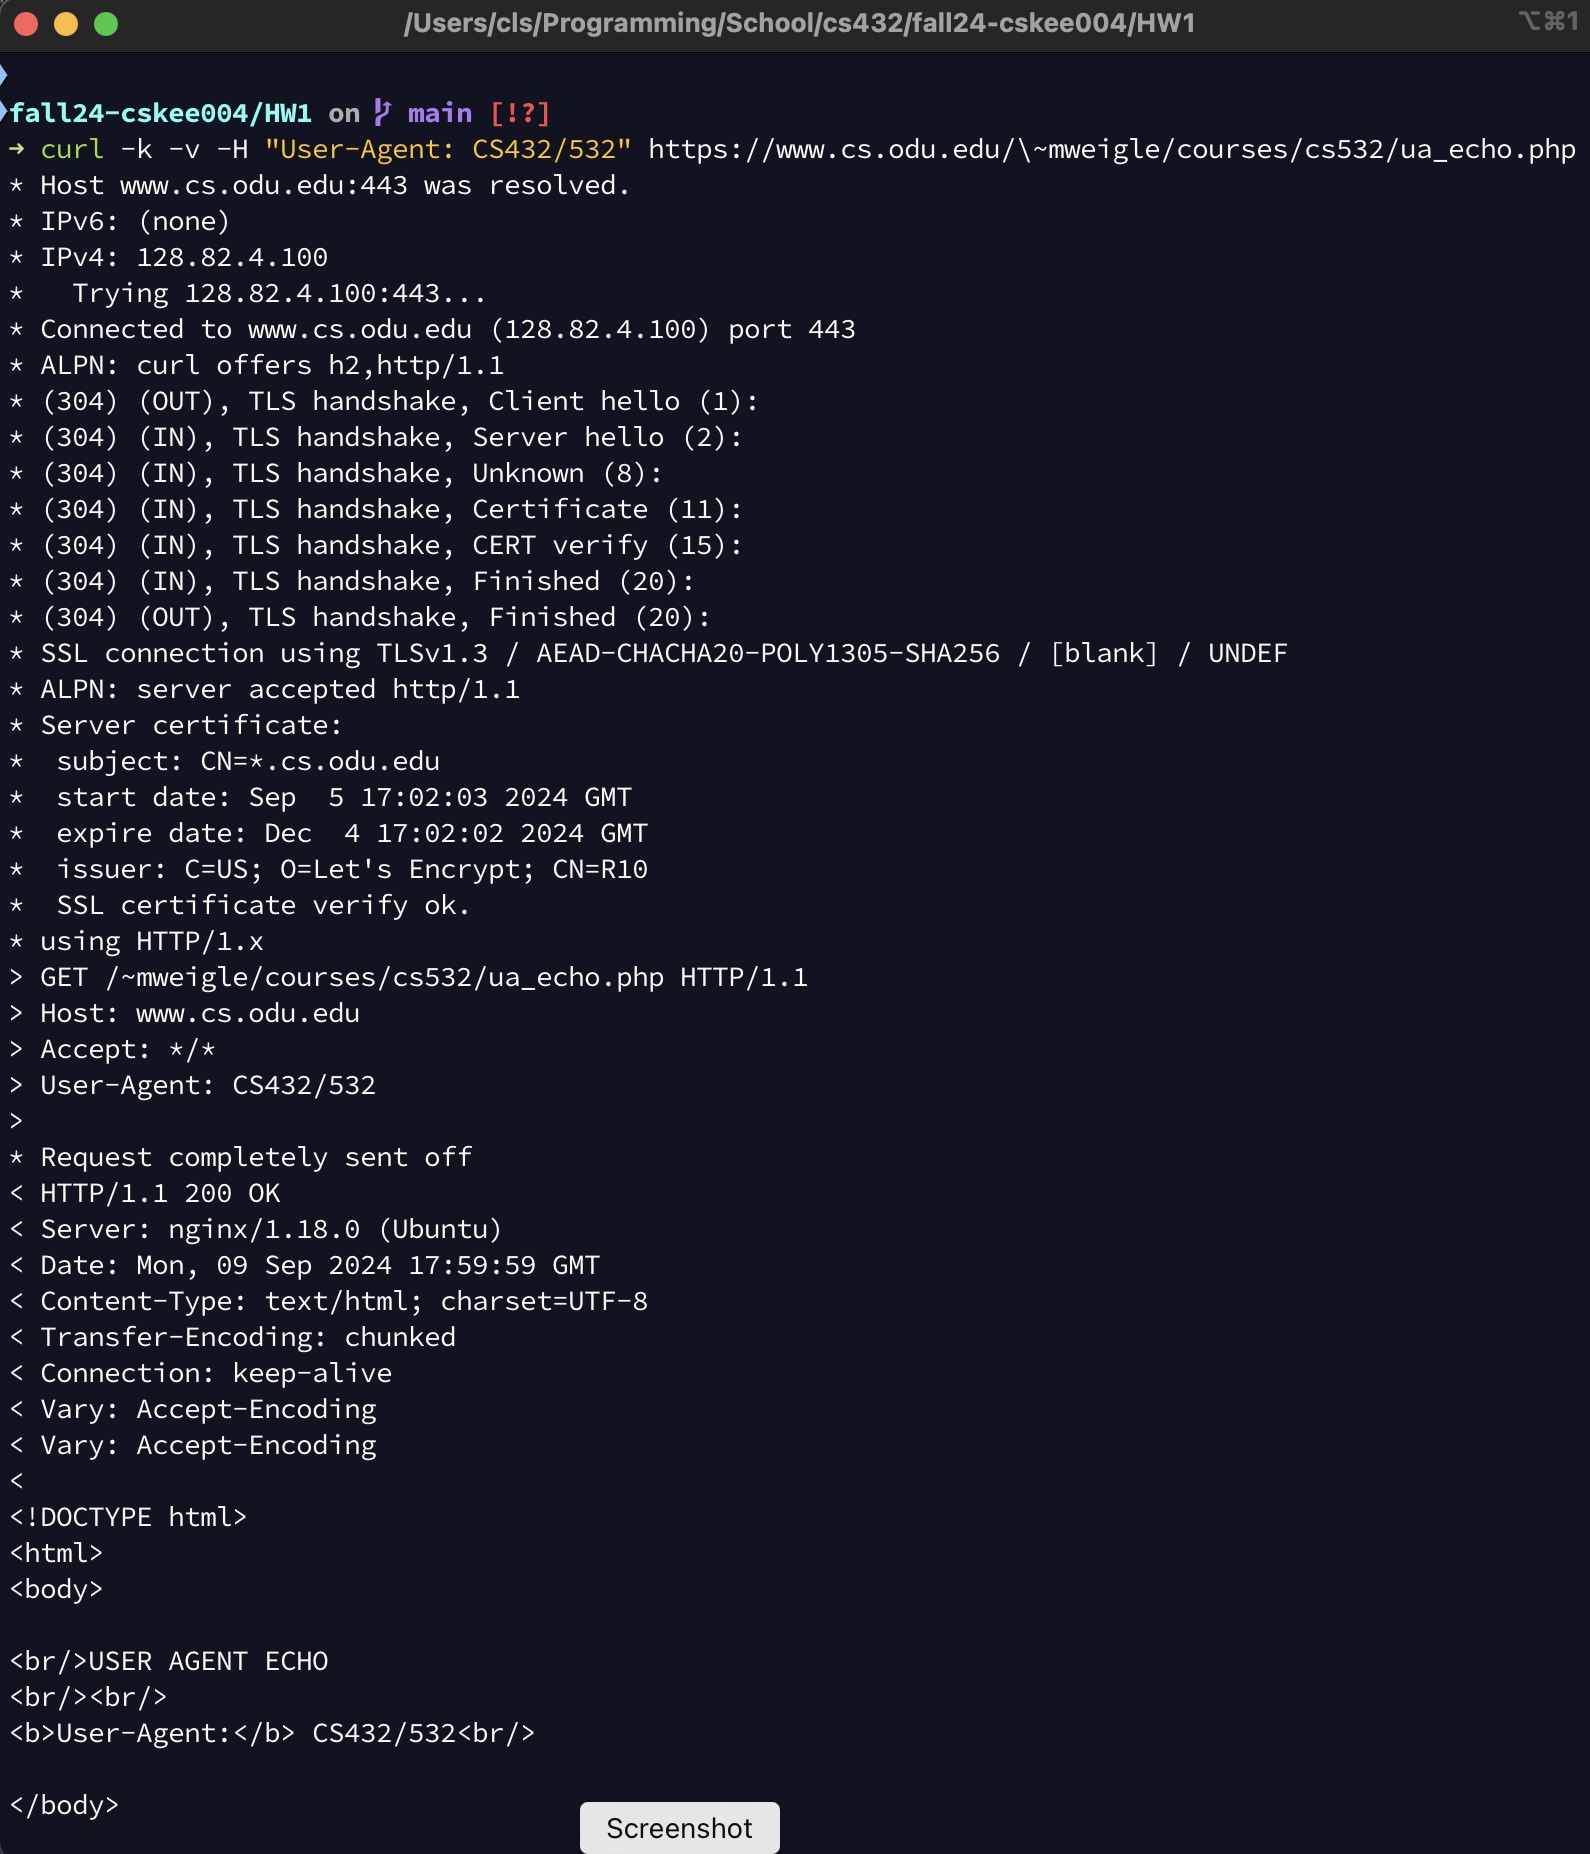 /Users/cls/Programming/School/cs432/fall24-cskee004/HW1 ⌥⌘1
fall24-cskee004/HW1 on main [!?]
➜ curl -k -v -H "User-Agent: CS432/532" https://www.cs.odu.edu/\~mweigle/courses/cs532/ua_echo.php
* Host www.cs.odu.edu:443 was resolved.
* IPv6: (none)
* IPv4: 128.82.4.100
*   Trying 128.82.4.100:443...
* Connected to www.cs.odu.edu (128.82.4.100) port 443
* ALPN: curl offers h2,http/1.1
* (304) (OUT), TLS handshake, Client hello (1):
* (304) (IN), TLS handshake, Server hello (2):
* (304) (IN), TLS handshake, Unknown (8):
* (304) (IN), TLS handshake, Certificate (11):
* (304) (IN), TLS handshake, CERT verify (15):
* (304) (IN), TLS handshake, Finished (20):
* (304) (OUT), TLS handshake, Finished (20):
* SSL connection using TLSv1.3 / AEAD-CHACHA20-POLY1305-SHA256 / [blank] / UNDEF
* ALPN: server accepted http/1.1
* Server certificate:
*  subject: CN=*.cs.odu.edu
*  start date: Sep  5 17:02:03 2024 GMT
*  expire date: Dec  4 17:02:02 2024 GMT
*  issuer: C=US; O=Let's Encrypt; CN=R10
*  SSL certificate verify ok.
* using HTTP/1.x
> GET /~mweigle/courses/cs532/ua_echo.php HTTP/1.1
> Host: www.cs.odu.edu
> Accept: */*
> User-Agent: CS432/532
>
* Request completely sent off
< HTTP/1.1 200 OK
< Server: nginx/1.18.0 (Ubuntu)
< Date: Mon, 09 Sep 2024 17:59:59 GMT
< Content-Type: text/html; charset=UTF-8
< Transfer-Encoding: chunked
< Connection: keep-alive
< Vary: Accept-Encoding
< Vary: Accept-Encoding
<
<!DOCTYPE html>
<html>
<body>

<br/>USER AGENT ECHO
<br/><br/>
<b>User-Agent:</b> CS432/532<br/>

</body>
Screenshot